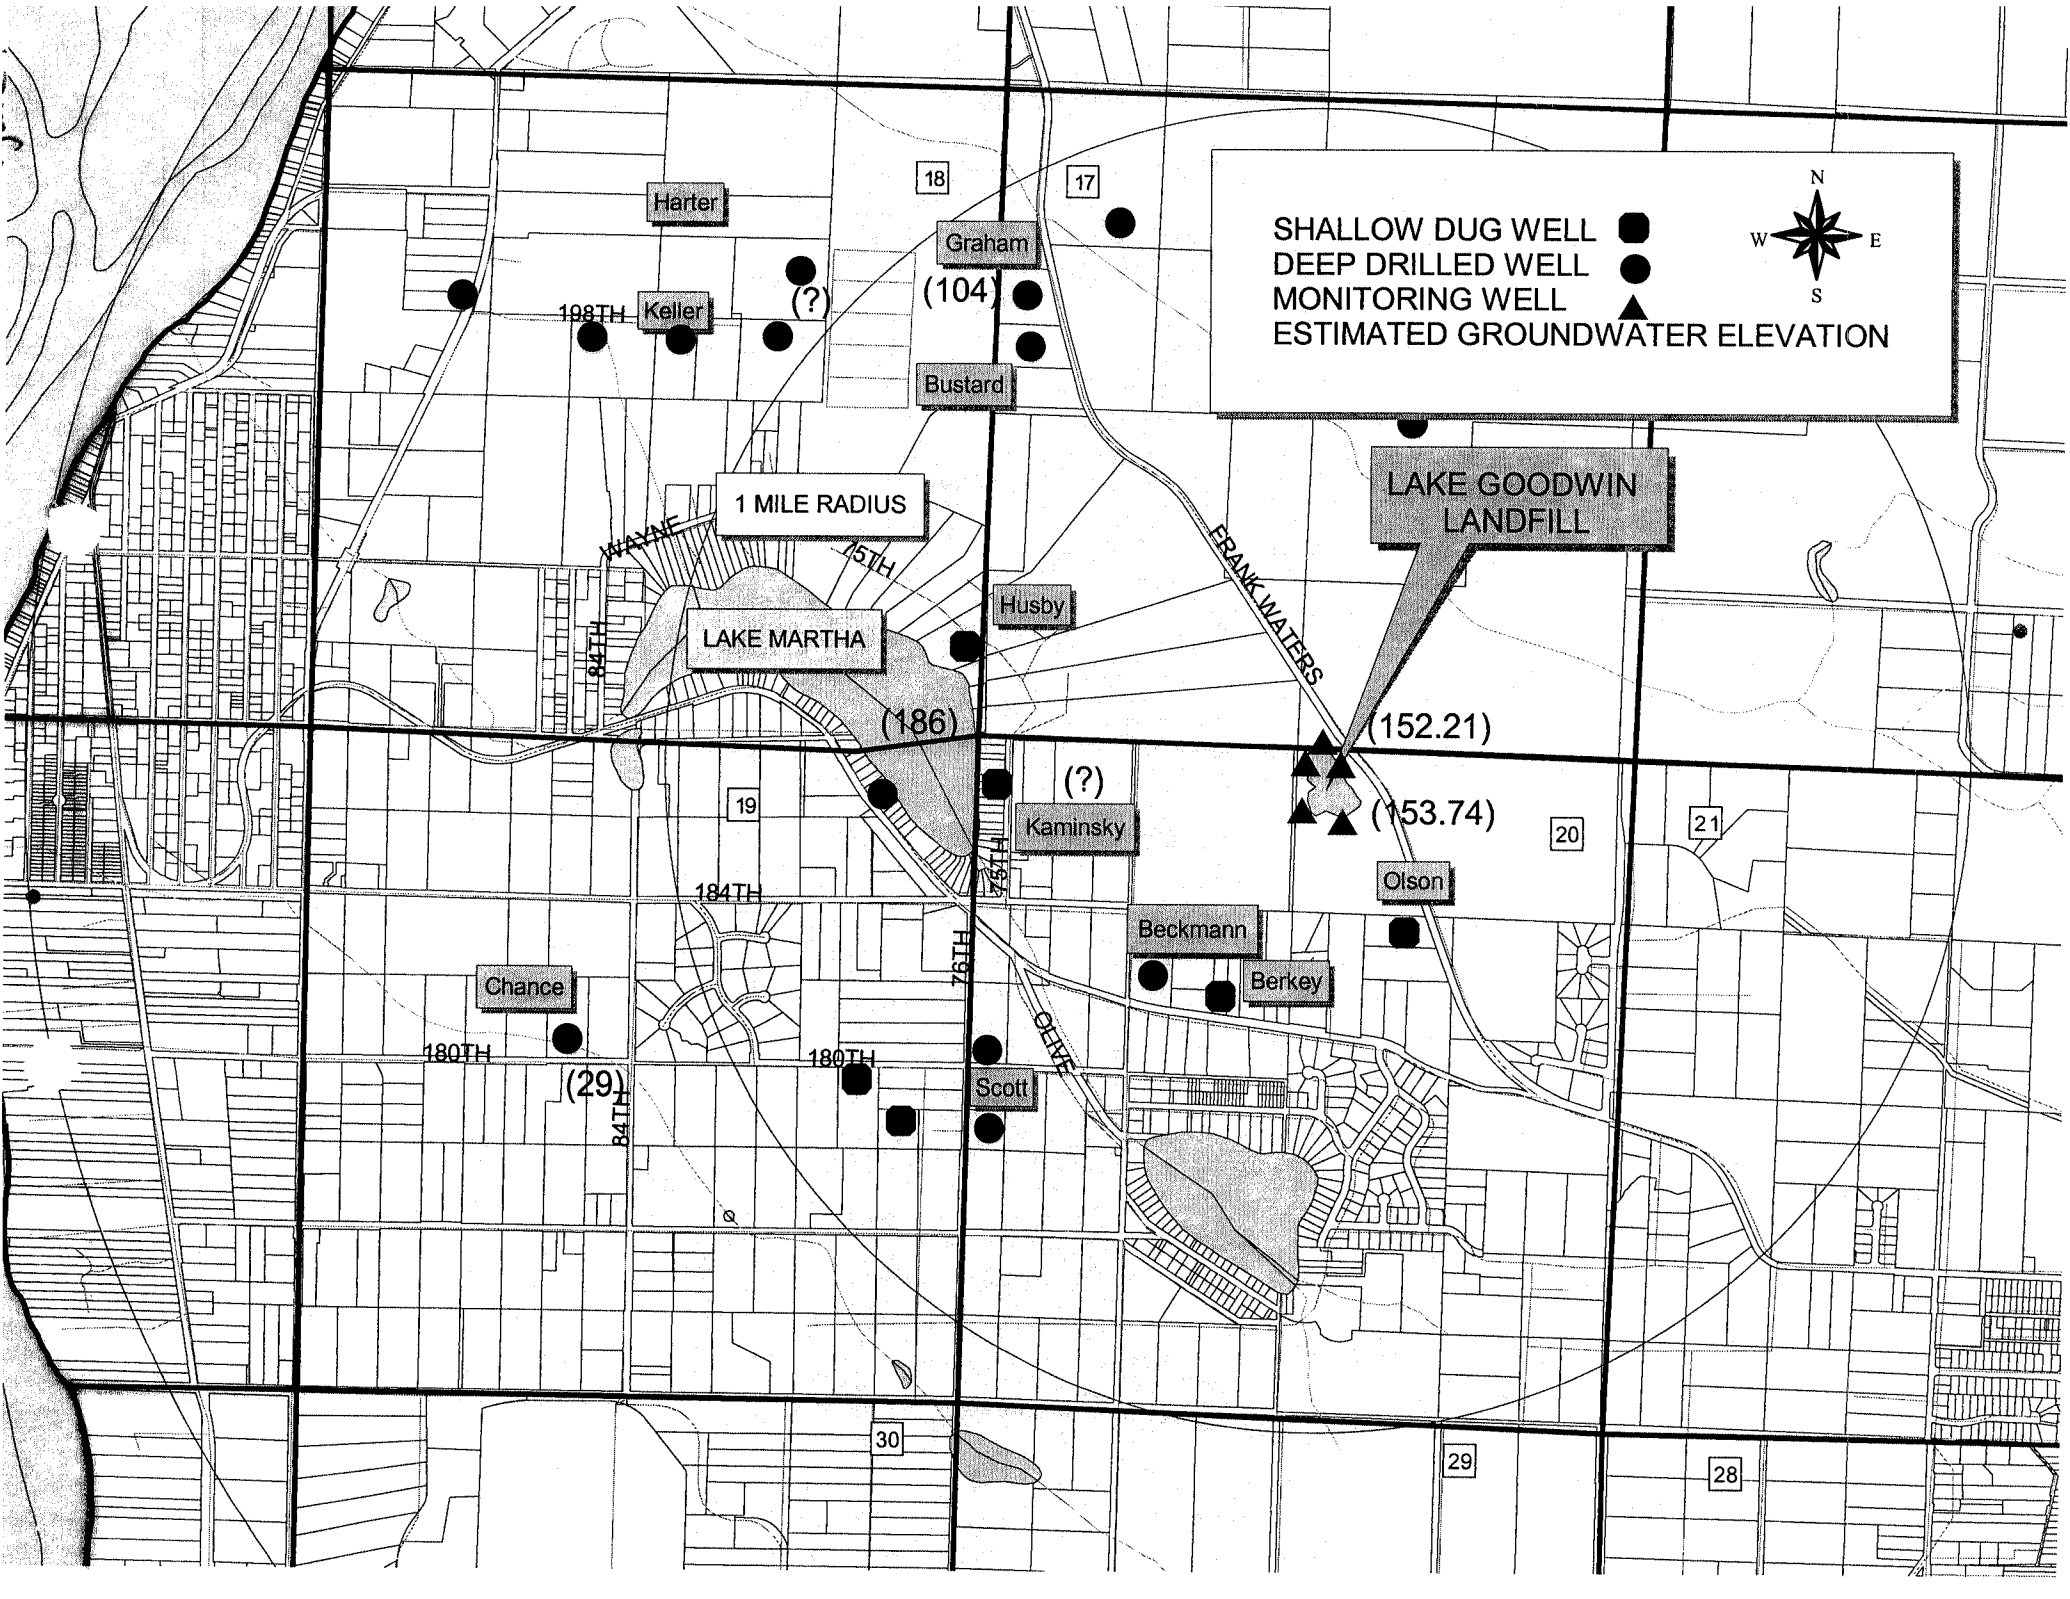 18
17
Harter
Graham
(104)
198TH
Keller
(?)
Bustard
N
W
E
S
SHALLOW DUG WELL
DEEP DRILLED WELL
MONITORING WELL
ESTIMATED GROUNDWATER ELEVATION
1 MILE RADIUS
WAYNE
75TH
FRANK WATERS
LAKE GOODWIN
LANDFILL
Husby
LAKE MARTHA
84TH
(186)
(152.21)
19
(?)
Kaminsky
75TH
(153.74)
20
21
184TH
Olson
Beckmann
76TH
Berkey
Chance
180TH
(29)
84TH
180TH
OLIVE
Scott
30
29
28